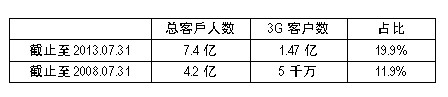 总客戶人数 3G 客户数 占比
截止至 2013.07.31 7.4 亿 1.47 亿 19.9%
截止至 2008.07.31 4.2 亿 5 千万 11.9%